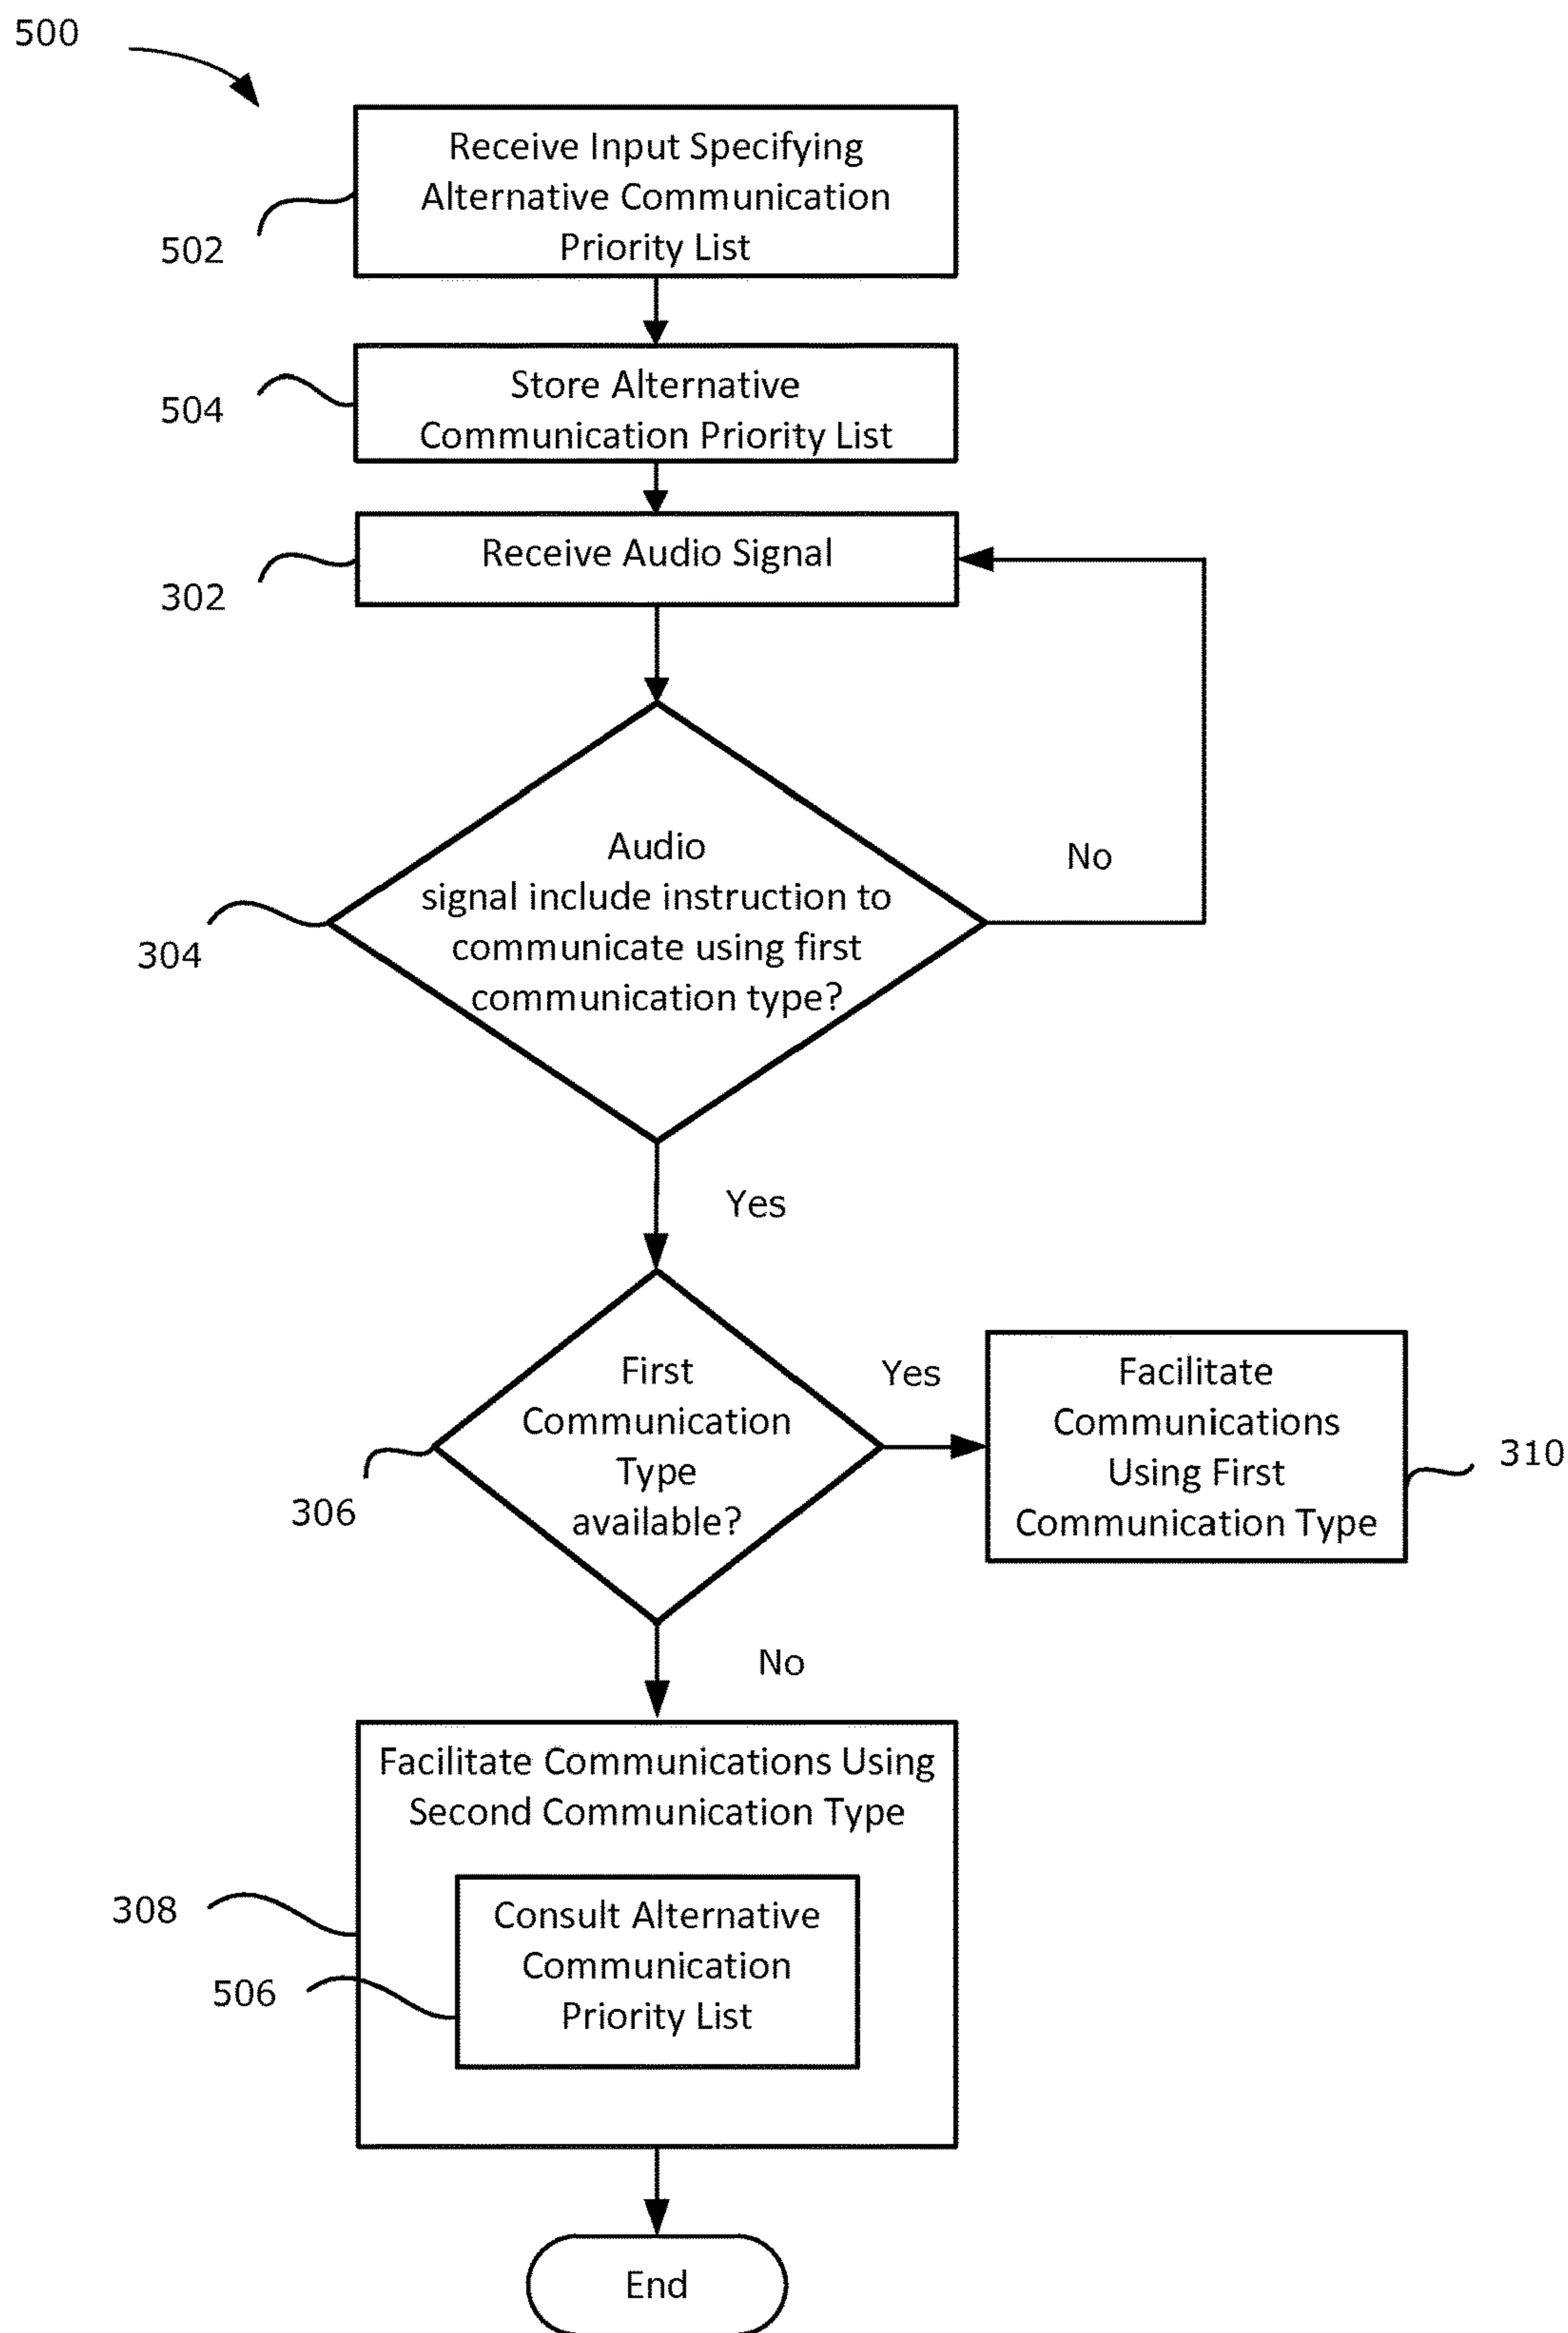 500
Receive Input Specifying
Alternative Communication
Priority List
502
Store Alternative
Communication Priority List
504
Receive Audio Signal
302
Audio
signal include instruction to
communicate using first
communication type?
No
304
Yes
First
Communication
Type
available?
306
Yes
Facilitate
Communications
Using First
Communication Type
310
No
Facilitate Communications Using
Second Communication Type
308
Consult Alternative
Communication
Priority List
506
End